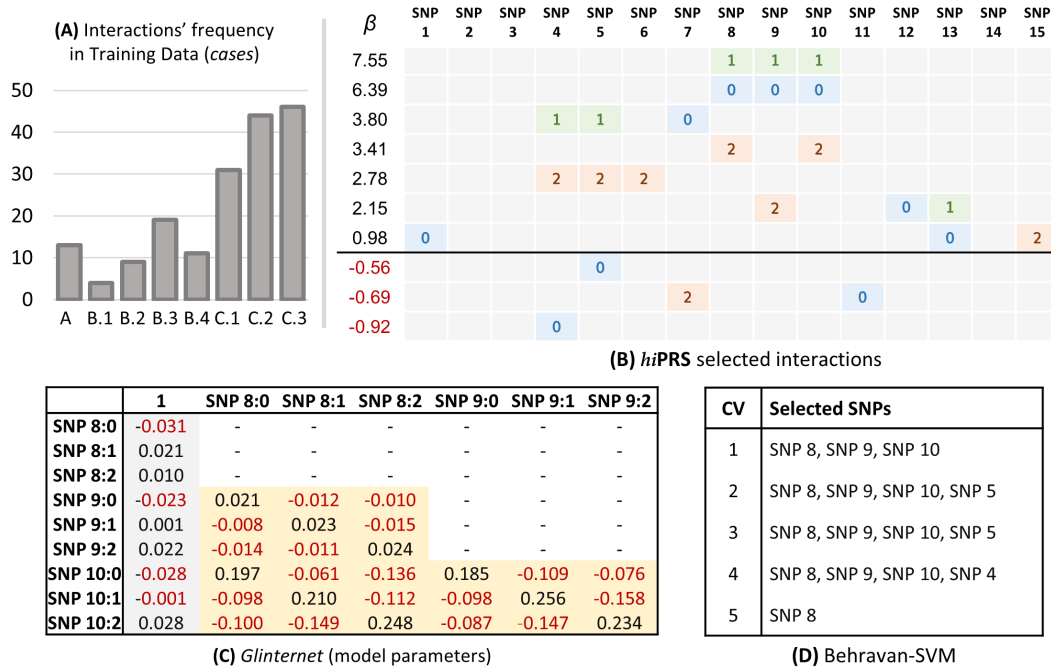 (A) Interactions' frequency
in Training Data (cases)
50
40
30
20
10
0
A B.1 B.2 B.3 B.4 C.1 C.2 C.3
β SNP 1 SNP 2 SNP 3 SNP 4 SNP 5 SNP 6 SNP 7 SNP 8 SNP 9 SNP 10 SNP 11 SNP 12 SNP 13 SNP 14 SNP 15
7.55 1 1 1
6.39 0 0 0
3.80 1 1 0
3.41 2 2
2.78 2 2 2
2.15 2 0 1
0.98 0 0 2
-0.56 0
-0.69 2 0
-0.92 0
(B) hiPRS selected interactions
1 SNP 8:0 SNP 8:1 SNP 8:2 SNP 9:0 SNP 9:1 SNP 9:2
SNP 8:0 -0.031 - - - - - -
SNP 8:1 0.021 - - - - - -
SNP 8:2 0.010 - - - - - -
SNP 9:0 -0.023 0.021 -0.012 -0.010 - - -
SNP 9:1 0.001 -0.008 0.023 -0.015 - - -
SNP 9:2 0.022 -0.014 -0.011 0.024 - - -
SNP 10:0 -0.028 0.197 -0.061 -0.136 0.185 -0.109 -0.076
SNP 10:1 -0.001 -0.098 0.210 -0.112 -0.098 0.256 -0.158
SNP 10:2 0.028 -0.100 -0.149 0.248 -0.087 -0.147 0.234
(C) Glinternet (model parameters)
CV Selected SNPs
1 SNP 8, SNP 9, SNP 10
2 SNP 8, SNP 9, SNP 10, SNP 5
3 SNP 8, SNP 9, SNP 10, SNP 5
4 SNP 8, SNP 9, SNP 10, SNP 4
5 SNP 8
(D) Behravan-SVM